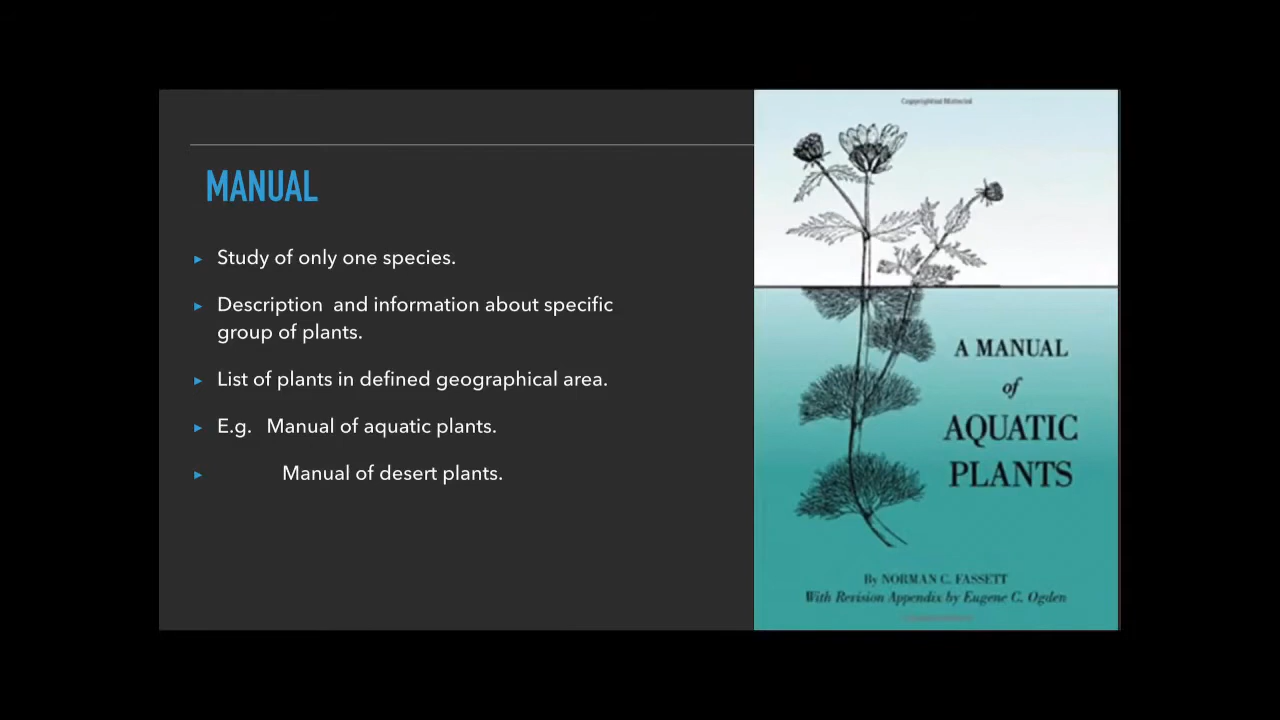 MANUAL
Study of only one species.
Description and information about specific
group of plants.
List of plants in defined geographical area.
E.g. Manual of aquatic plants.
Manual of desert plants.
Copyrighted Material
A MANUAL
of
AQUATIC
PLANTS
By NORMAN C. FASSETT
With Revision Appendix by Eugene C. Ogden